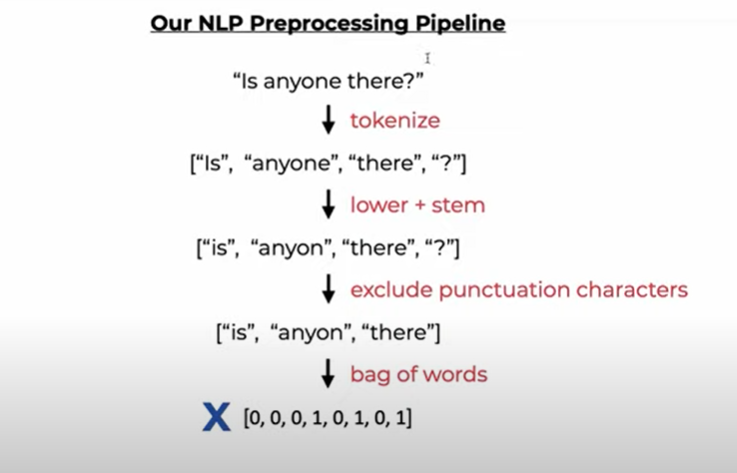 Our NLP Preprocessing Pipeline
“Is anyone there?”
tokenize
[“Is”, “anyone”, “there”, “?”]
lower + stem
[“is”, “anyon”, “there”, “?”]
exclude punctuation characters
[“is”, “anyon”, “there”]
bag of words
X [0, 0, 0, 1, 0, 1, 0, 1]